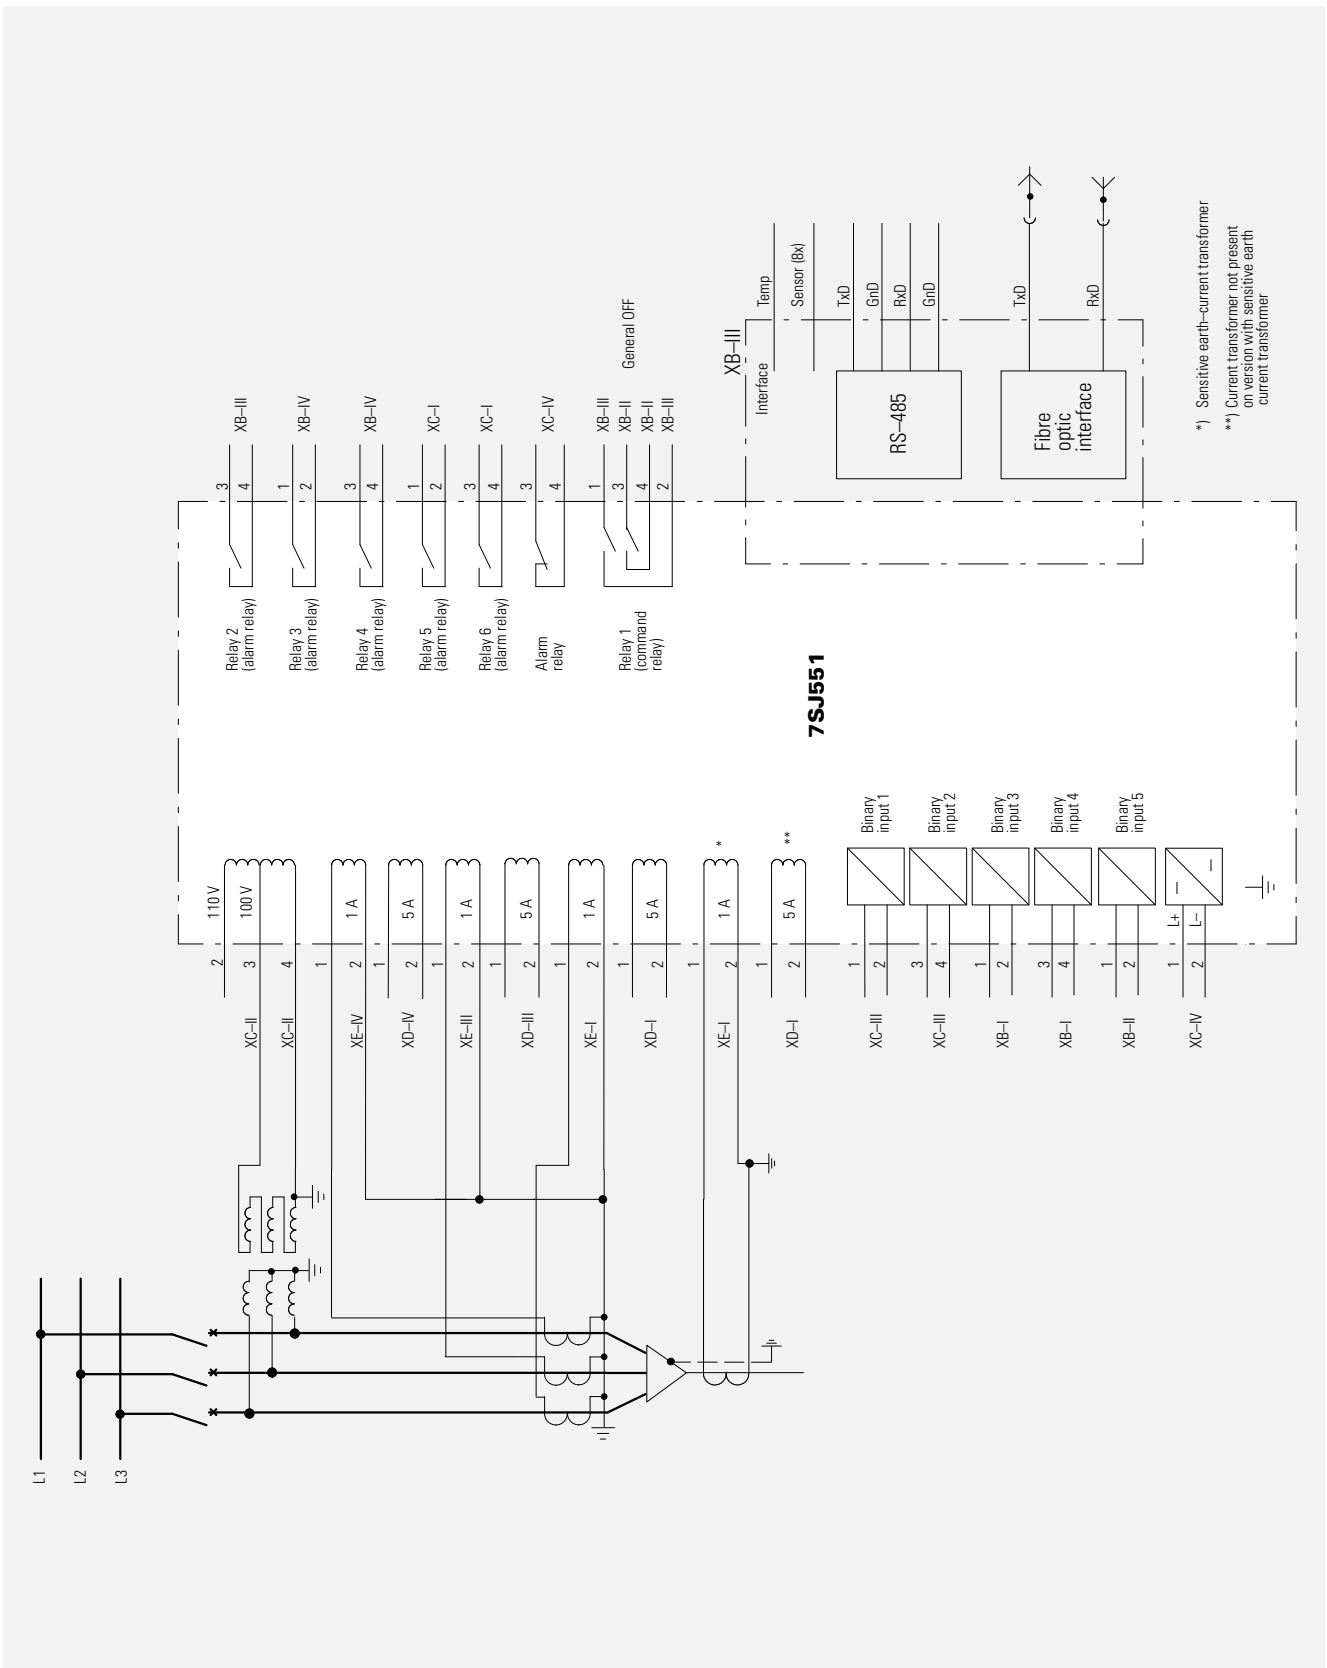 L1
L2
L3
XC–II
XC–II
XE–IV
XD–IV
XE–III
XD–III
XE–I
XD–I
XE–I
XD–I
XC–III
XC–III
XB–I
XB–I
XB–II
XC–IV
2
3
4
1
2
1
2
1
2
1
2
1
2
1
2
1
2
1
2
1
2
3
4
1
2
3
4
1
2
1
2
110 V
100 V
1 A
5 A
1 A
5 A
1 A
5 A
1 A
5 A
*
**
L+
L–
Binary
input 1
Binary
input 2
Binary
input 3
Binary
input 4
Binary
input 5
7SJ551
Relay 2
(alarm relay)
Relay 3
(alarm relay)
Relay 4
(alarm relay)
Relay 5
(alarm relay)
Relay 6
(alarm relay)
Alarm
relay
Relay 1
(command
relay)
3
4
1
2
3
4
1
2
3
4
3
4
1
3
4
2
XB–III
XB–IV
XB–IV
XC–I
XC–I
XC–IV
XB–III
XB–II
XB–II
XB–III
General OFF
XB–III
Interface
Temp
Sensor (8x)
TxD
GnD
RxD
GnD
RS–485
TxD
RxD
Fibre
optic
interface
*) Sensitive earth–current transformer
**) Current transformer not present
on version with sensitive earth
current transformer